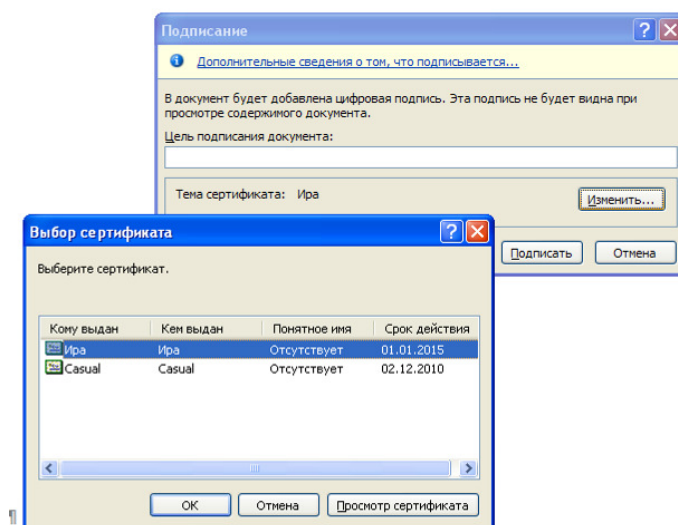 Подписание
Дополнительные сведения о том, что подписывается...
В документ будет добавлена цифровая подпись. Эта подпись не будет видна при
просмотре содержимого документа.
Цель подписания документа:
Тема сертификата: Ира
Изменить...
Подписать Отмена
Выбор сертификата
Выберите сертификат.
Кому выдан Кем выдан Понятное имя Срок действия
Ира Ира Отсутствует 01.01.2015
Casual Casual Отсутствует 02.12.2010
ОК Отмена Просмотр сертификата
¶